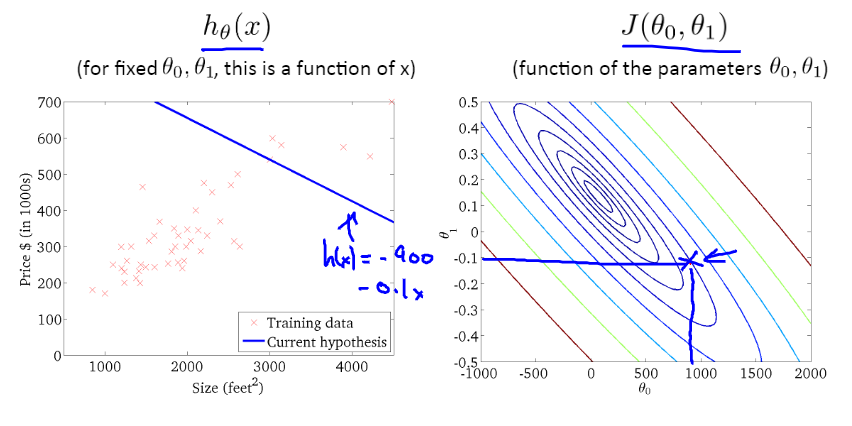 hθ(x)
(for fixed θ0, θ1, this is a function of x)
700
600
500
400
300
200
100
0
Price $ (in 1000s)
1000
2000
3000
4000
Size (feet²)
Training data
Current hypothesis
h(x) = -900
- 0.1x
J(θ0, θ1)
(function of the parameters θ0, θ1)
0.5
0.4
0.3
0.2
0.1
0
-0.1
-0.2
-0.3
-0.4
-0.5
θ1
-1000
-500
0
500
1000
1500
2000
θ0